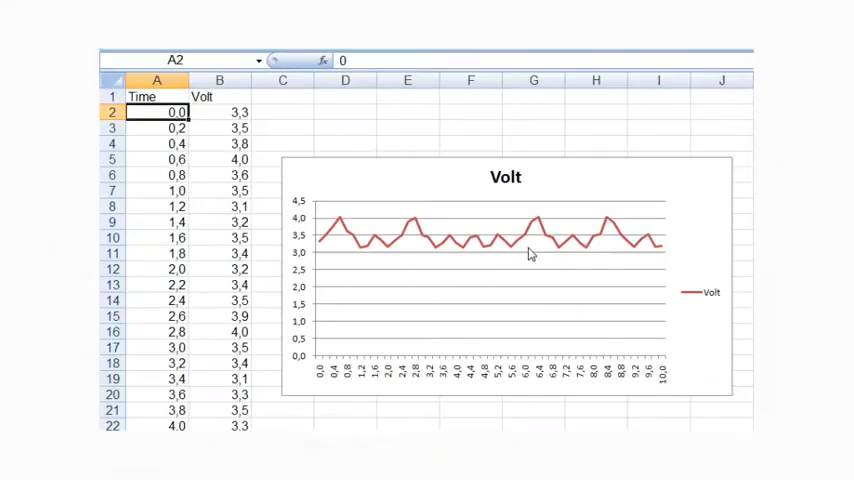 A2 fx 0
A B C D E F G H I J
1 Time Volt
2 0,0 3,3
3 0,2 3,5
4 0,4 3,8
5 0,6 4,0
6 0,8 3,6
7 1,0 3,5
8 1,2 3,1
9 1,4 3,2
10 1,6 3,5
11 1,8 3,4
12 2,0 3,2
13 2,2 3,4
14 2,4 3,5
15 2,6 3,9
16 2,8 4,0
17 3,0 3,5
18 3,2 3,4
19 3,4 3,1
20 3,6 3,3
21 3,8 3,5
22 4,0 3,3
Volt
4,5
4,0
3,5
3,0
2,5
2,0
1,5
1,0
0,5
0,0
0,0 0,4 0,8 1,2 1,6 2,0 2,4 2,8 3,2 3,6 4,0 4,4 4,8 5,2 5,6 6,0 6,4 6,8 7,2 7,6 8,0 8,4 8,8 9,2 9,6 10,0
Volt